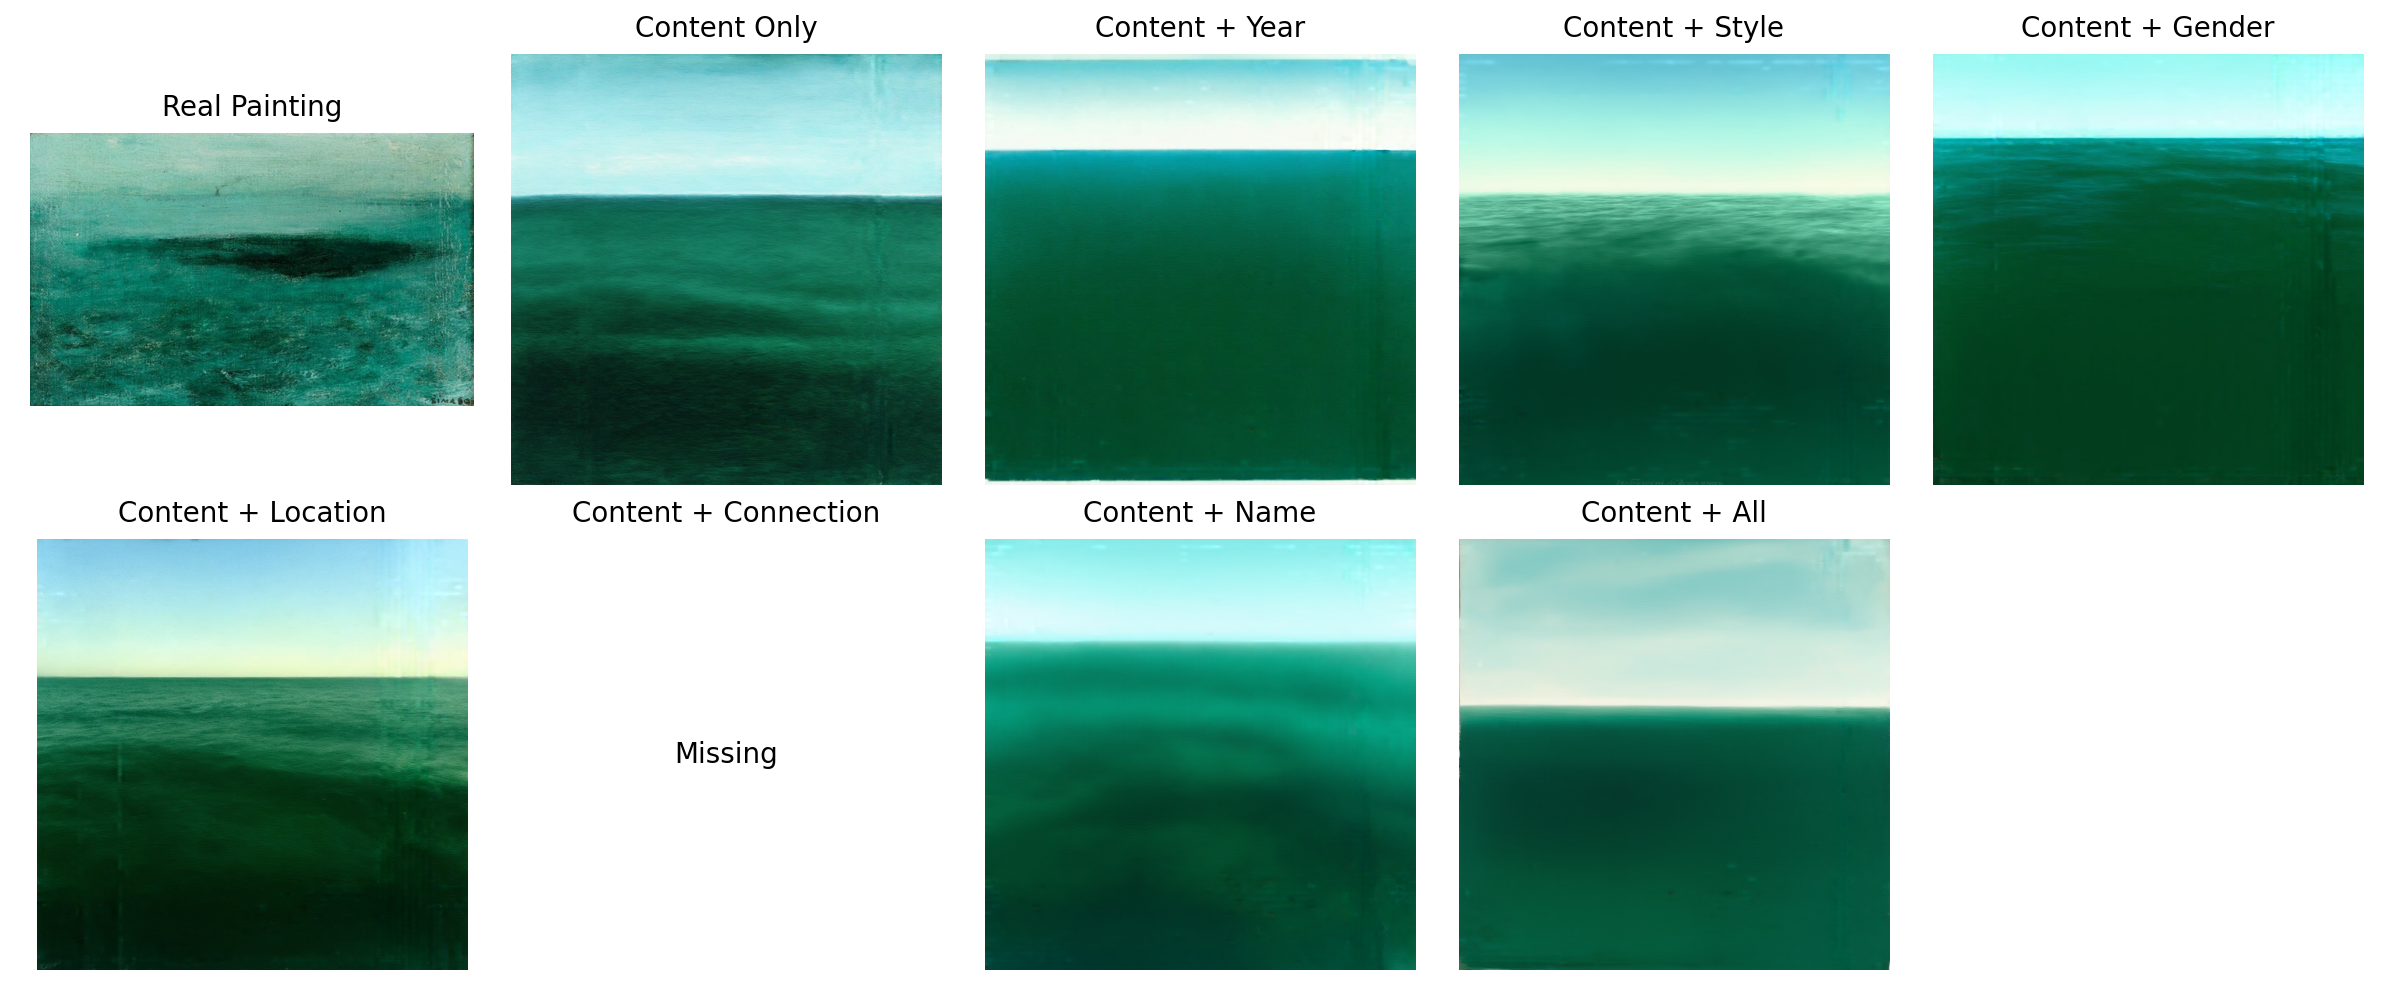 Content Only
Content + Year
Content + Style
Content + Gender
Real Painting
Content + Location
Content + Connection
Content + Name
Content + All
Missing